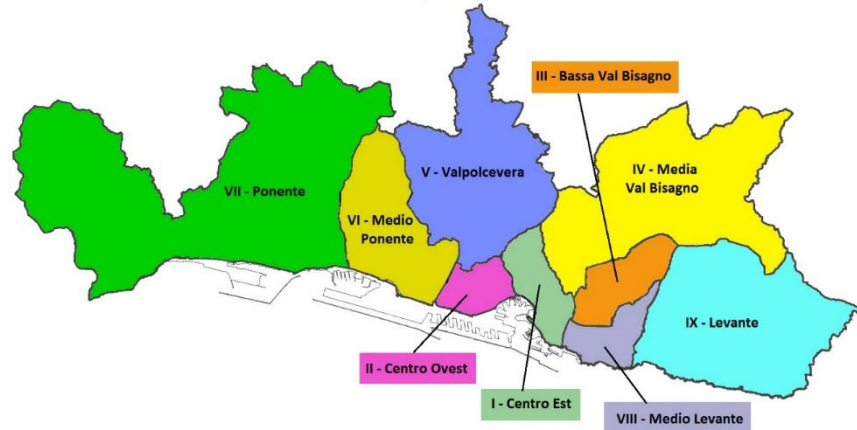 III - Bassa Val Bisagno
IV - Media
Val Bisagno
V - Valpolcevera
VII - Ponente
VI - Medio
Ponente
IX - Levante
II - Centro Ovest
I - Centro Est
VIII - Medio Levante